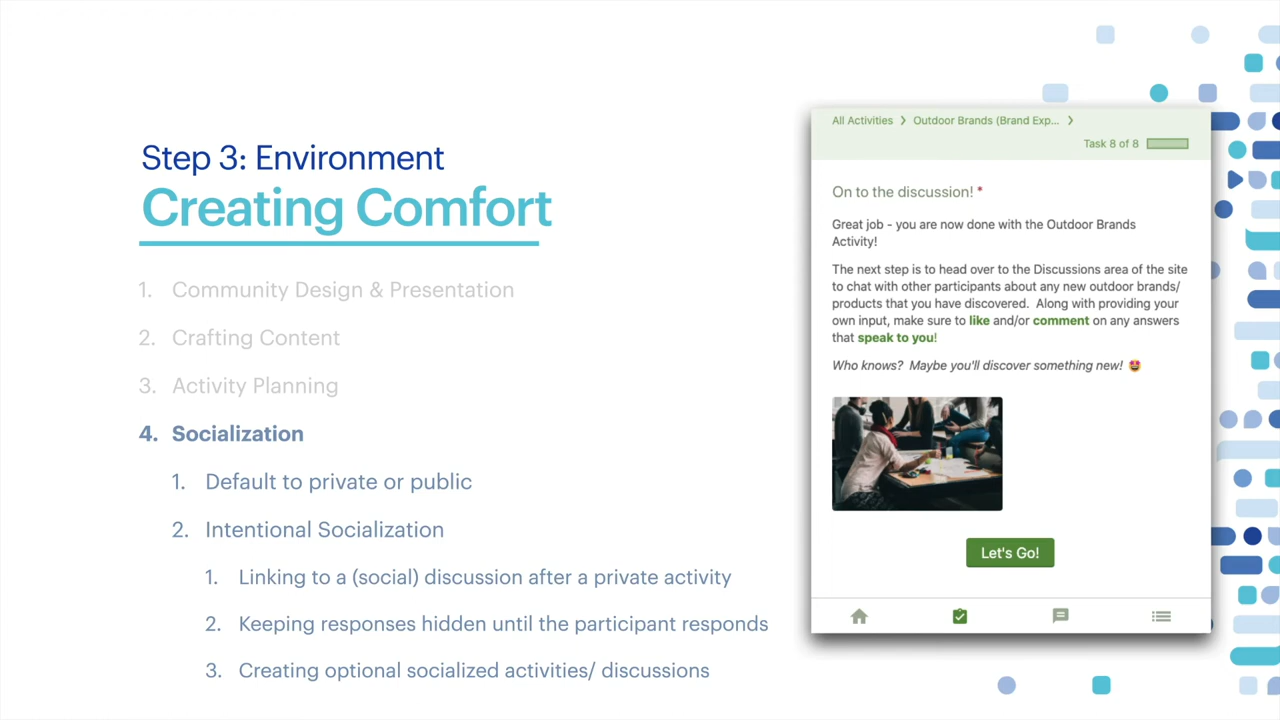 Step 3: Environment
Creating Comfort
1. Community Design & Presentation
2. Crafting Content
3. Activity Planning
4. Socialization
1. Default to private or public
2. Intentional Socialization
1. Linking to a (social) discussion after a private activity
2. Keeping responses hidden until the participant responds
3. Creating optional socialized activities/ discussions
All Activities > Outdoor Brands (Brand Exp... >
Task 8 of 8
On to the discussion! *
Great job - you are now done with the Outdoor Brands
Activity!
The next step is to head over to the Discussions area of the site
to chat with other participants about any new outdoor brands/
products that you have discovered. Along with providing your
own input, make sure to like and/or comment on any answers
that speak to you!
Who knows? Maybe you'll discover something new! 🤩
Let's Go!